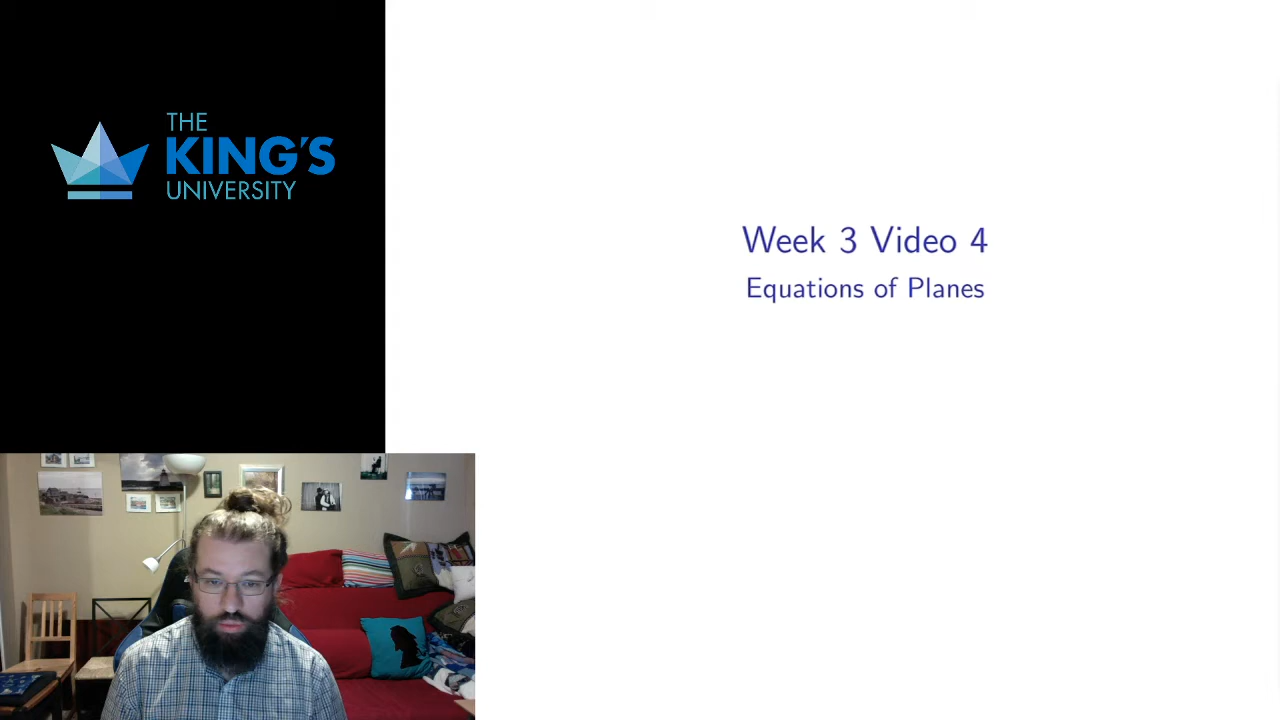 THE
KING'S
UNIVERSITY
Week 3 Video 4
Equations of Planes